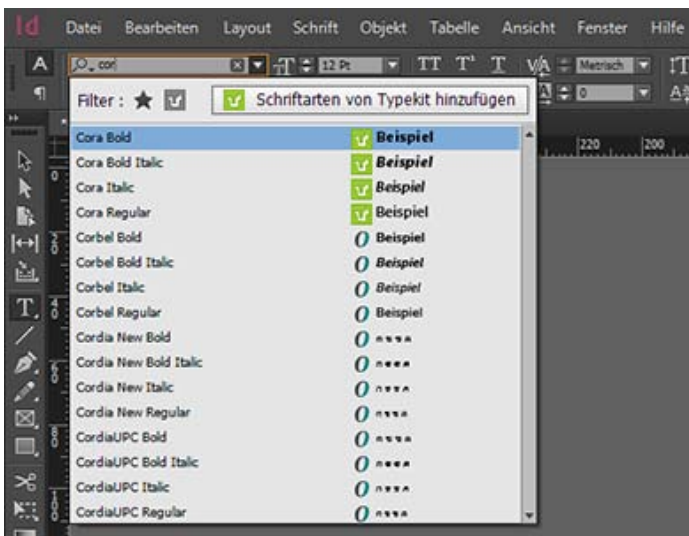 Id Datei Bearbeiten Layout Schrift Objekt Tabelle Ansicht Fenster Hilfe
A cor 12 Pt TT T¹ T VA Metrisch
0
Filter : Schriftarten von Typekit hinzufügen
220 200
Cora Bold Beispiel
Cora Bold Italic Beispiel
Cora Italic Beispiel
Cora Regular Beispiel
Corbel Bold Beispiel
Corbel Bold Italic Beispiel
Corbel Italic Beispiel
Corbel Regular Beispiel
Cordia New Bold
Cordia New Bold Italic
Cordia New Italic
Cordia New Regular
CordiaUPC Bold
CordiaUPC Bold Italic
CordiaUPC Italic
CordiaUPC Regular